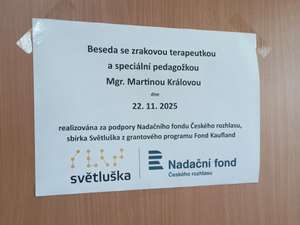 Beseda se zrakovou terapeutkou
a speciální pedagožkou
Mgr. Martinou Královou
dne
22. 11. 2025
realizována za podpory Nadačního fondu Českého rozhlasu,
sbírka Světluška z grantového programu Fond Kaufland
světluška
Nadační fond
Českého rozhlasu